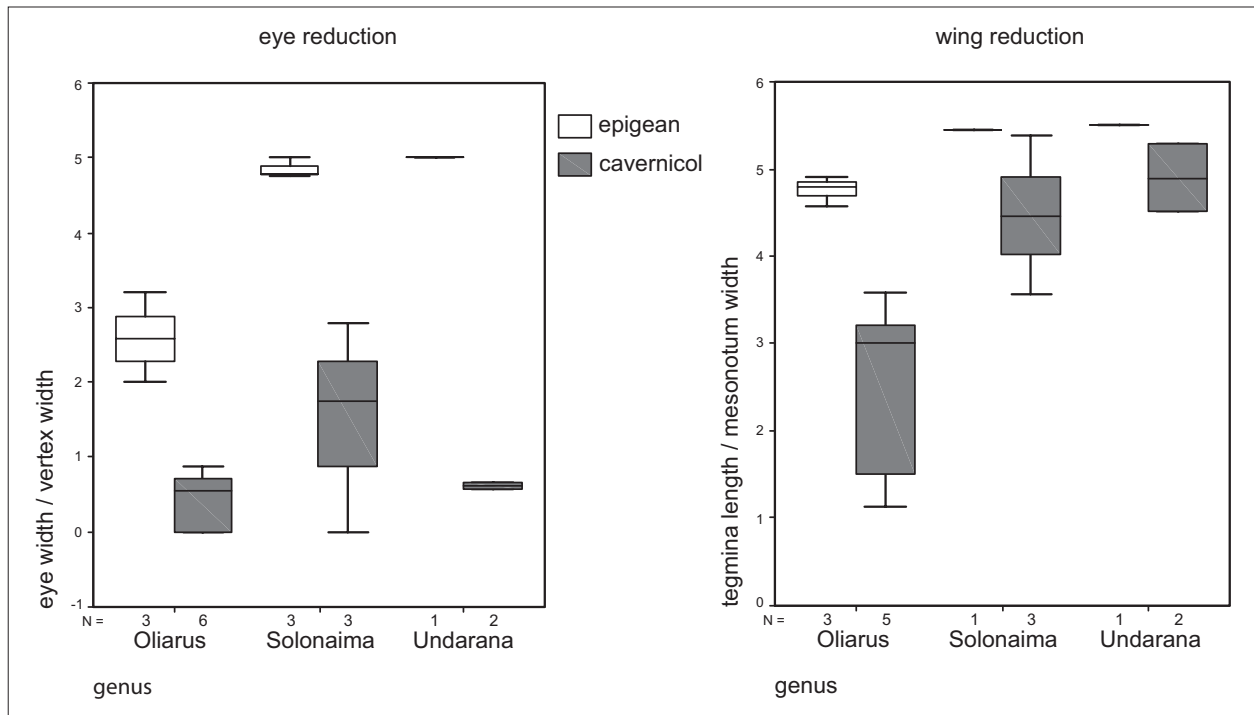 eye reduction
6
5
4
3
2
1
0
-1
eye width / vertex width
N = 3 6 3 3 1 2
Oliarus Solonaima Undarana
genus
epigean
cavernicol
wing reduction
6
5
4
3
2
1
0
tegmina length / mesonotum width
N = 3 5 1 3 1 2
Oliarus Solonaima Undarana
genus